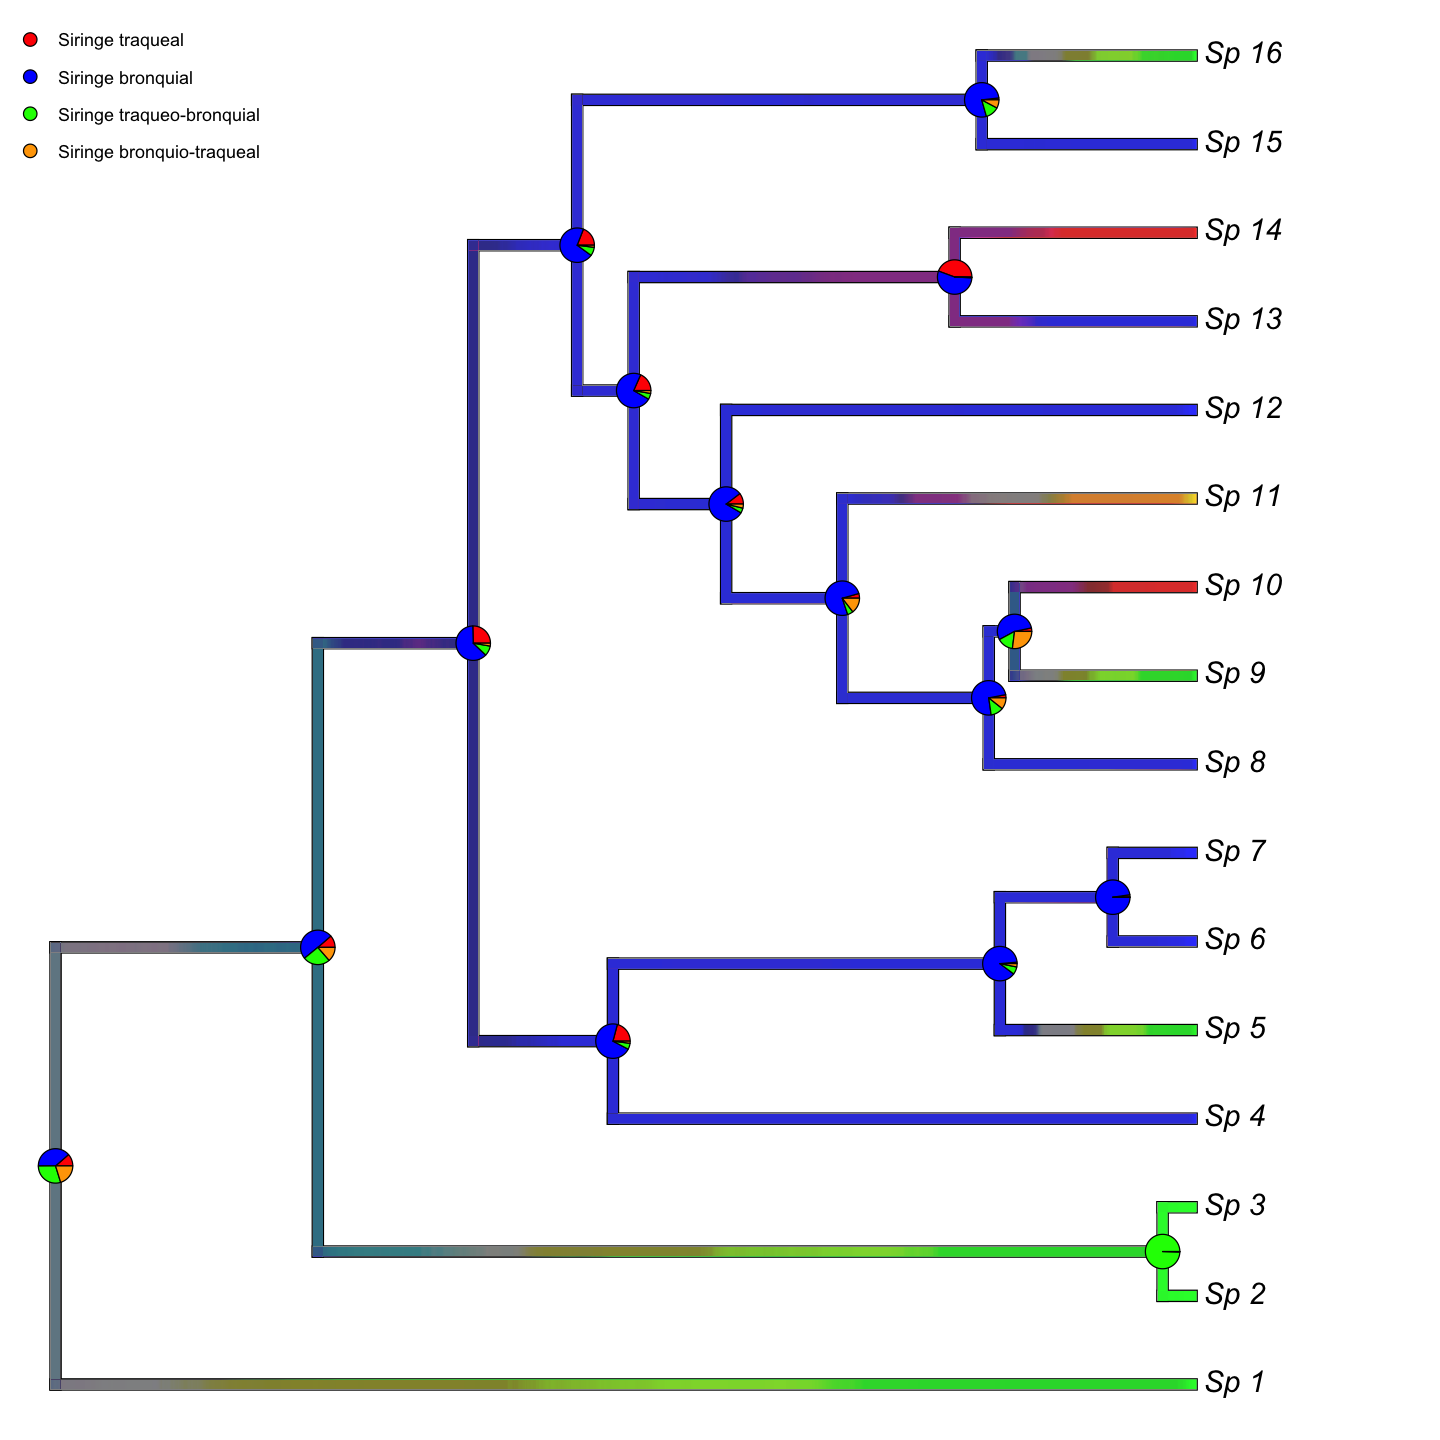 Siringe traqueal
Siringe bronquial
Siringe traqueo-bronquial
Siringe bronquio-traqueal
Sp 16
Sp 15
Sp 14
Sp 13
Sp 12
Sp 11
Sp 10
Sp 9
Sp 8
Sp 7
Sp 6
Sp 5
Sp 4
Sp 3
Sp 2
Sp 1